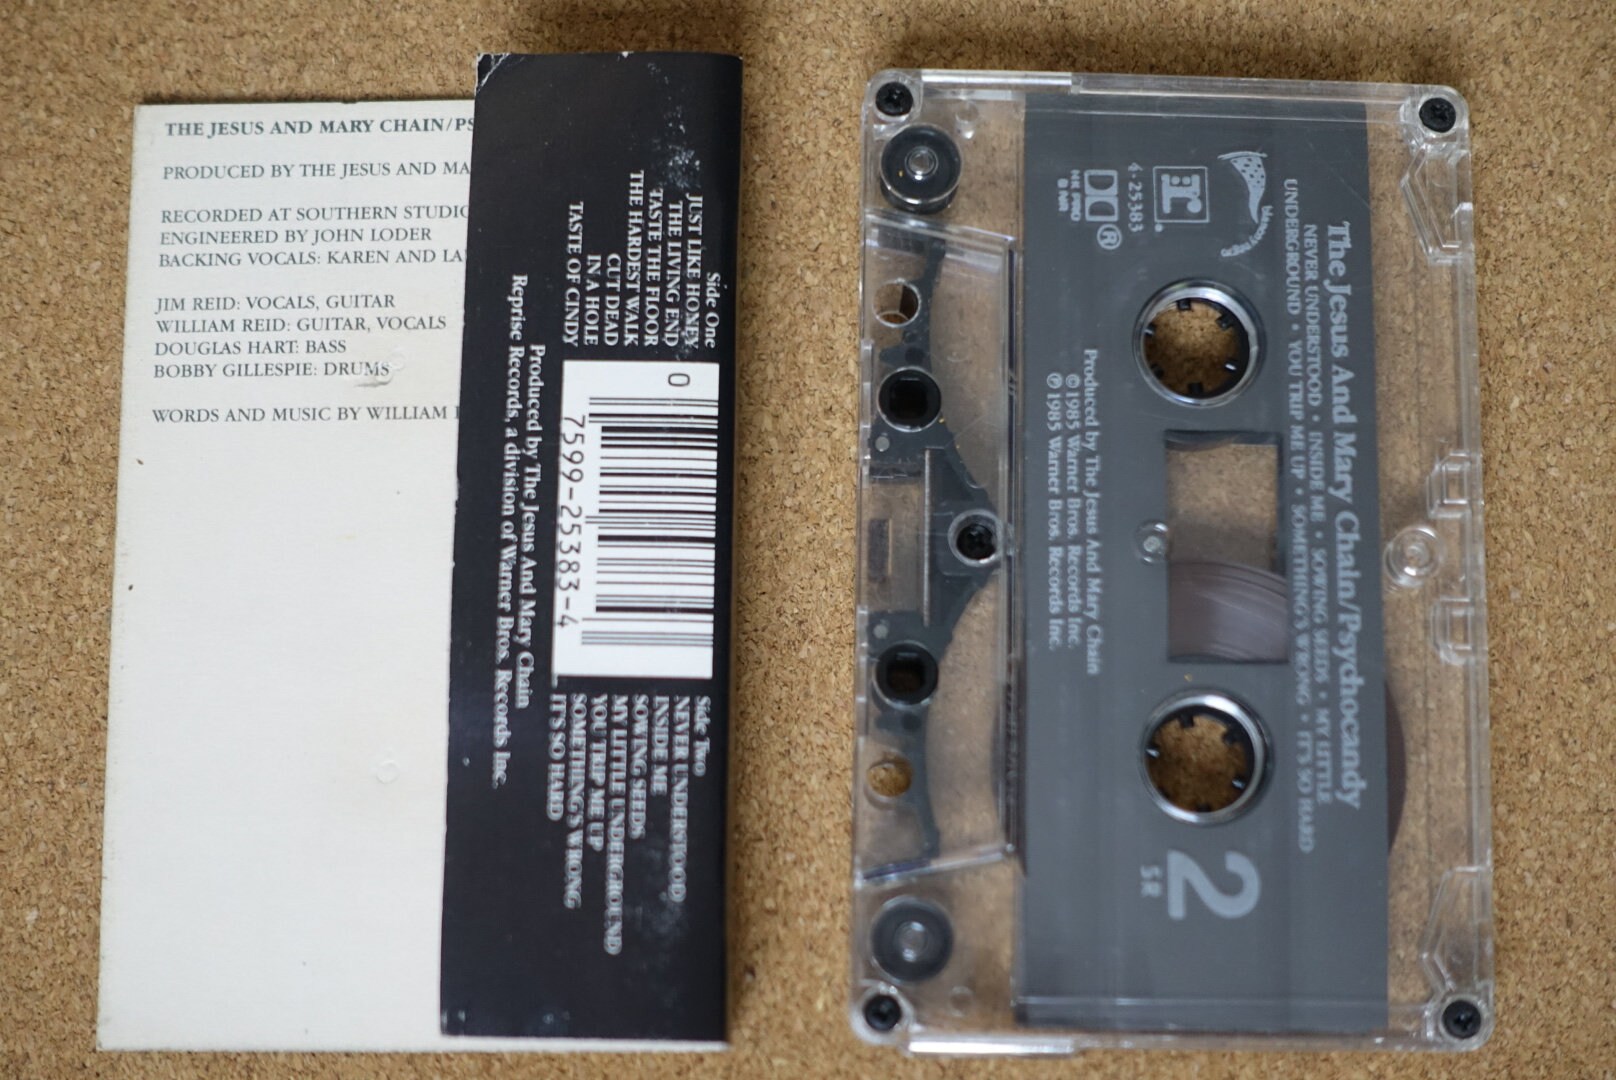 THE JESUS AND MARY CHAIN/PS
PRODUCED BY THE JESUS AND MA
RECORDED AT SOUTHERN STUDIO
ENGINEERED BY JOHN LODER
BACKING VOCALS: KAREN AND LA
JIM REID: VOCALS, GUITAR
WILLIAM REID: GUITAR, VOCALS
DOUGLAS HART: BASS
BOBBY GILLESPIE: DRUMS
WORDS AND MUSIC BY WILLIAM
Side One
JUST LIKE HONEY
THE LIVING END
TASTE THE FLOOR
THE HARDEST WALK
CUT DEAD
IN A HOLE
TASTE OF CINDY
0
7599-25383-4
Side Two
NEVER UNDERSTOOD
INSIDE ME
SOWING SEEDS
MY LITTLE UNDERGROUND
YOU TRIP ME UP
SOMETHING'S WRONG
IT'S SO HARD
Produced by The Jesus And Mary Chain
Reprise Records, a division of Warner Bros. Records Inc.
The Jesus And Mary Chain/Psychocandy
NEVER UNDERSTOOD • INSIDE ME • SOWING SEEDS • MY LITTLE
UNDERGROUND • YOU TRIP ME UP • SOMETHING'S WRONG • IT'S SO HARD
blanco y negro
r
4-25383
HX PRO
Produced by The Jesus And Mary Chain
© 1985 Warner Bros. Records Inc.
℗ 1985 Warner Bros. Records Inc.
2
SR